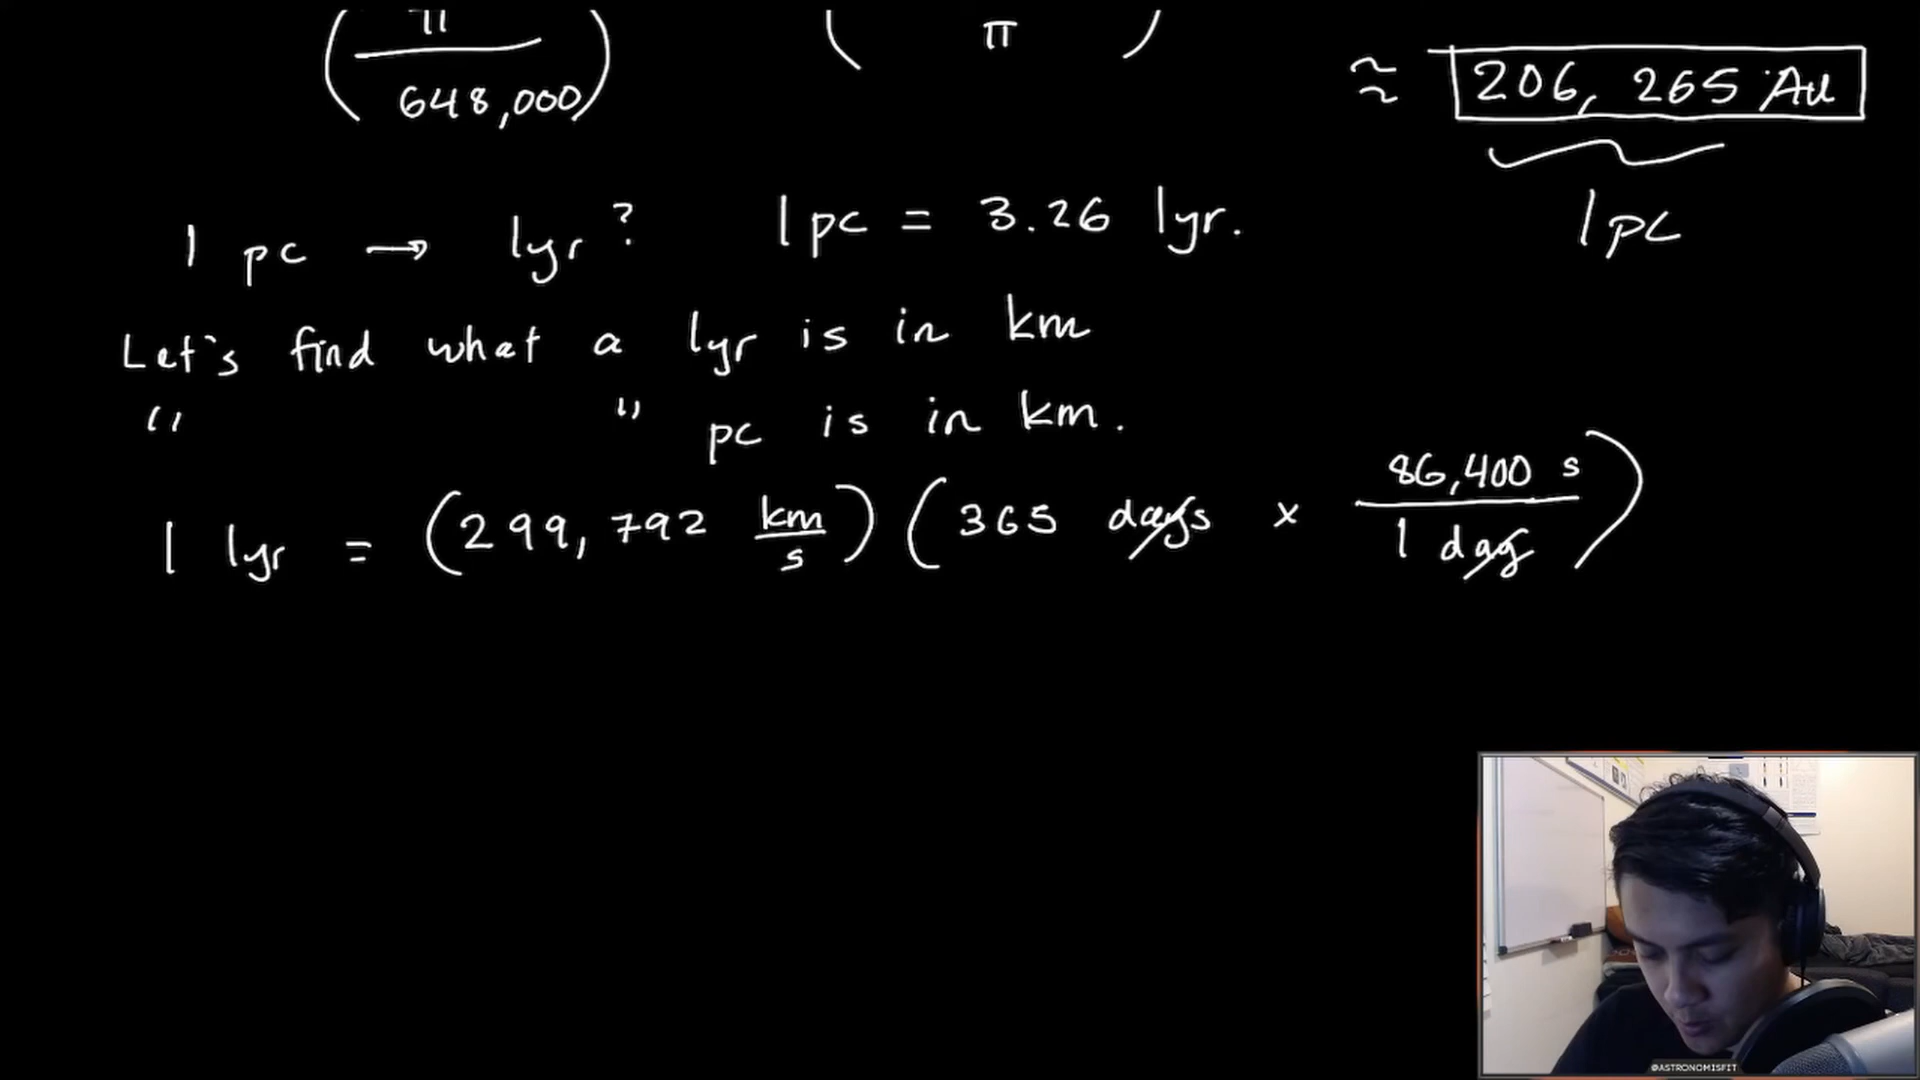 ( π / 648,000 ) ( π ) ≈ 206,265 AU
1 pc
1 pc → lyr ? 1 pc = 3.26 lyr.
Let's find what a lyr is in km
" " pc is in km.
1 lyr = (299,792 km/s) (365 days x 86,400 s / 1 day)
@ASTRONOMISFIT